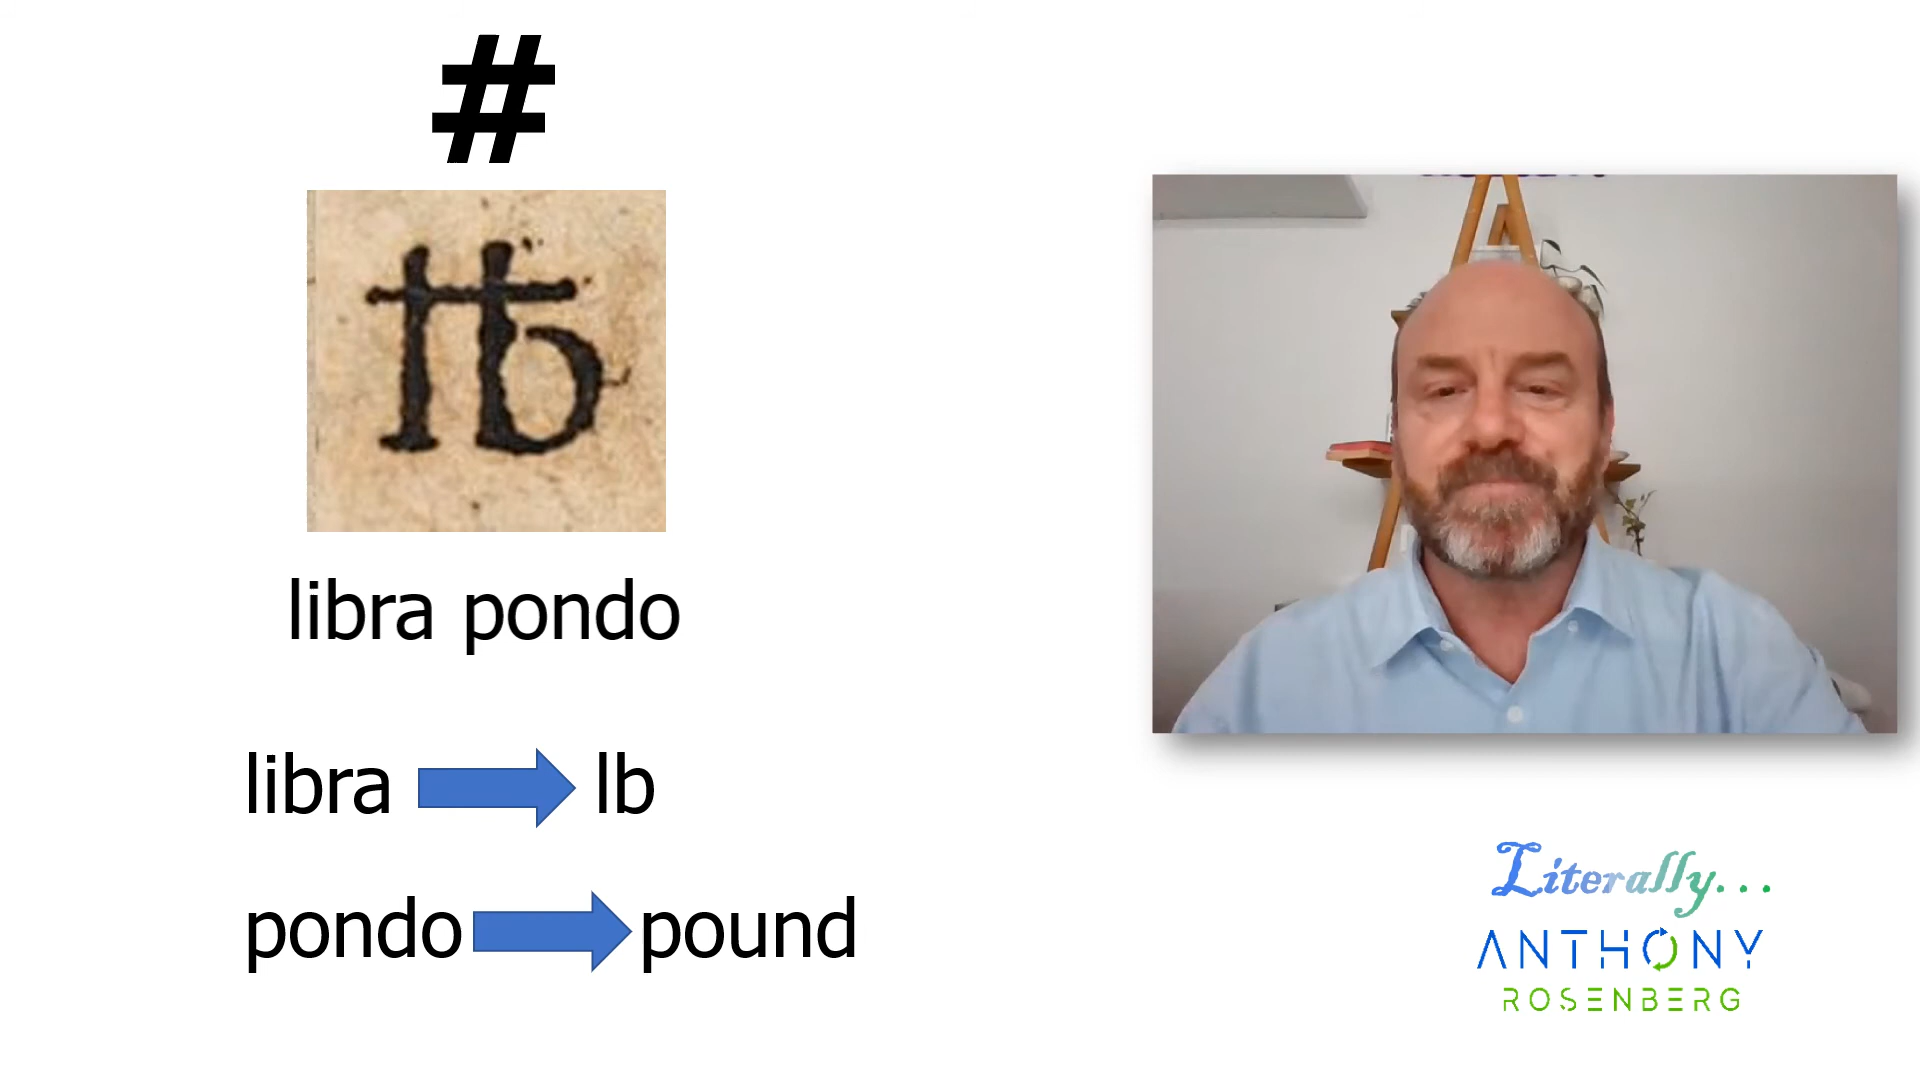 #
℔
libra pondo
libra lb
pondo pound
Literally...
ANTHONY
ROSENBERG